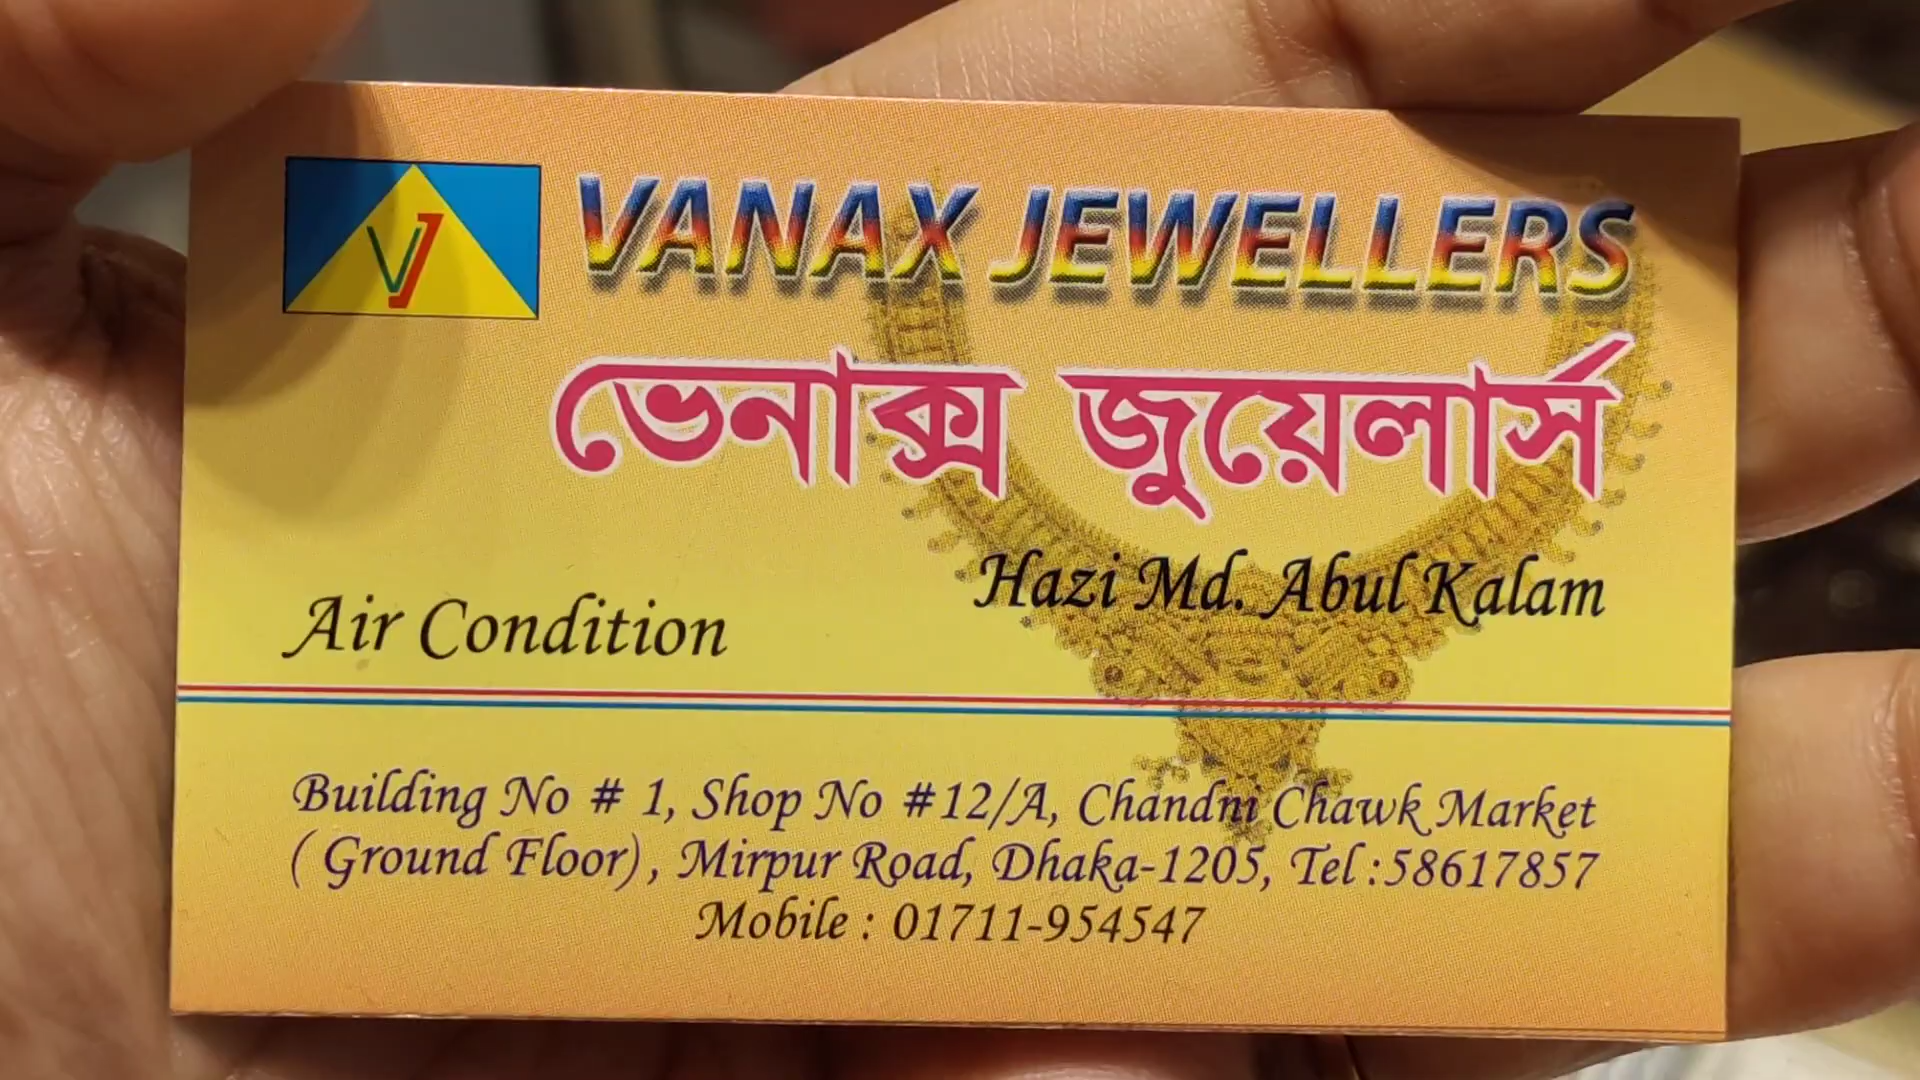 VJ
VANAX JEWELLERS
ভেনাক্স জুয়েলার্স
Hazi Md. Abul Kalam
Air Condition
Building No # 1, Shop No #12/A, Chandni Chawk Market
( Ground Floor), Mirpur Road, Dhaka-1205, Tel :58617857
Mobile : 01711-954547